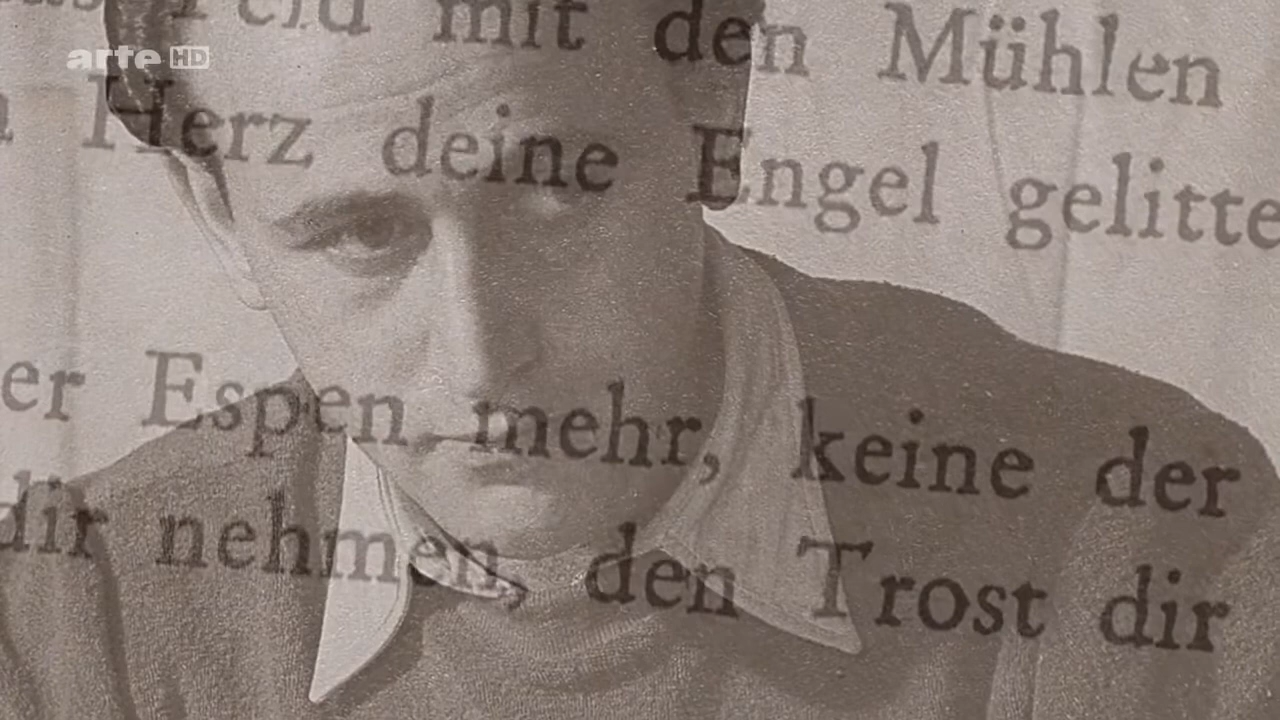 arte HD
Feld mit den Mühlen
Herz deine Engel gelitte
er Espen mehr, keine der
dir nehmen, den Trost dir